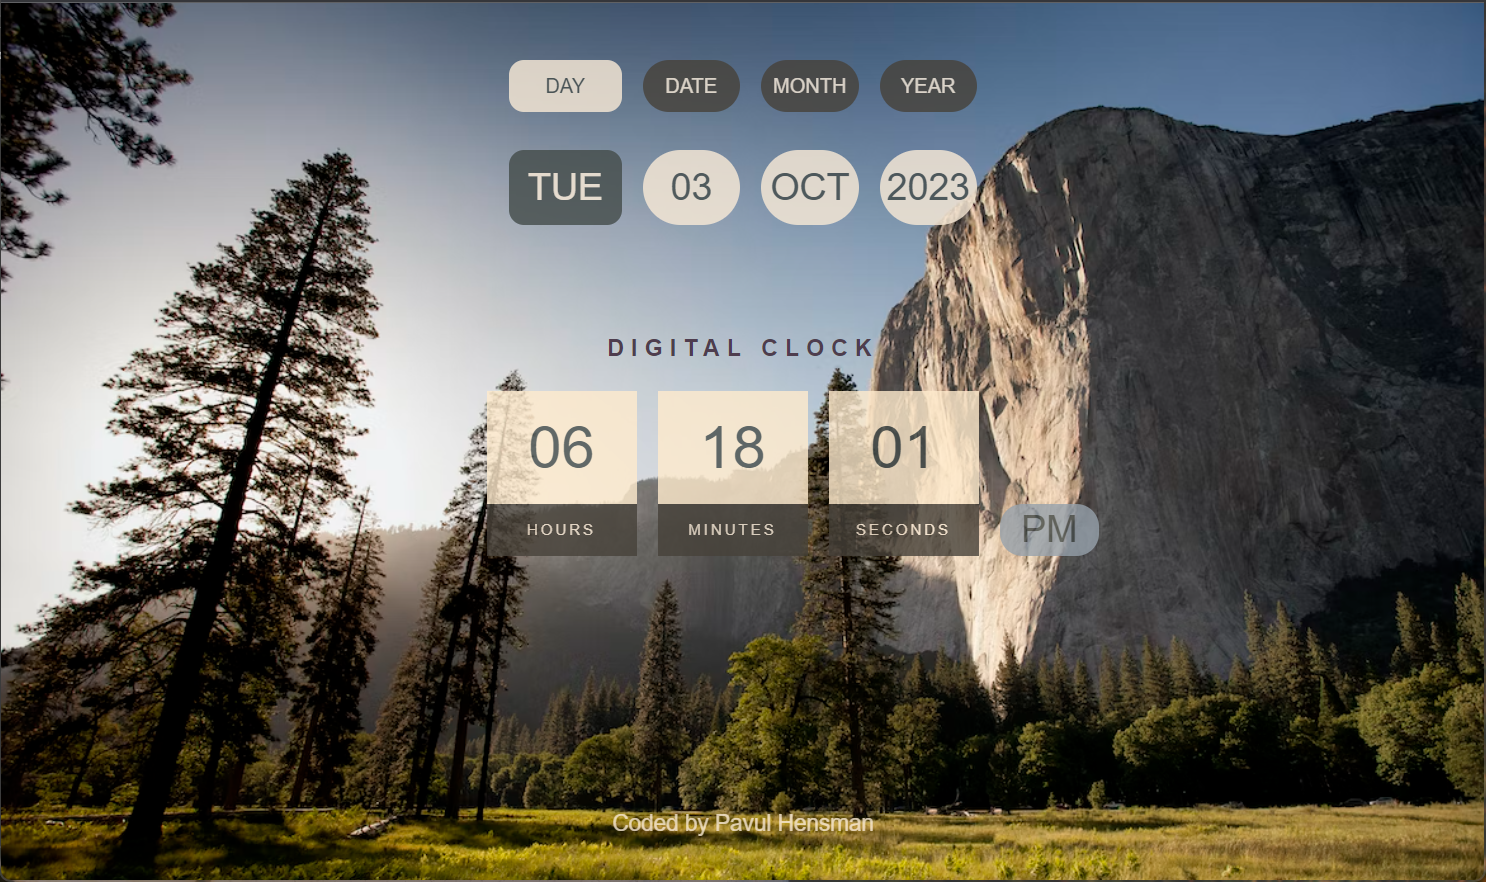 DAY DATE MONTH YEAR
TUE 03 OCT 2023
DIGITAL CLOCK
06 18 01
HOURS MINUTES SECONDS PM
Coded by Pavul Hensman